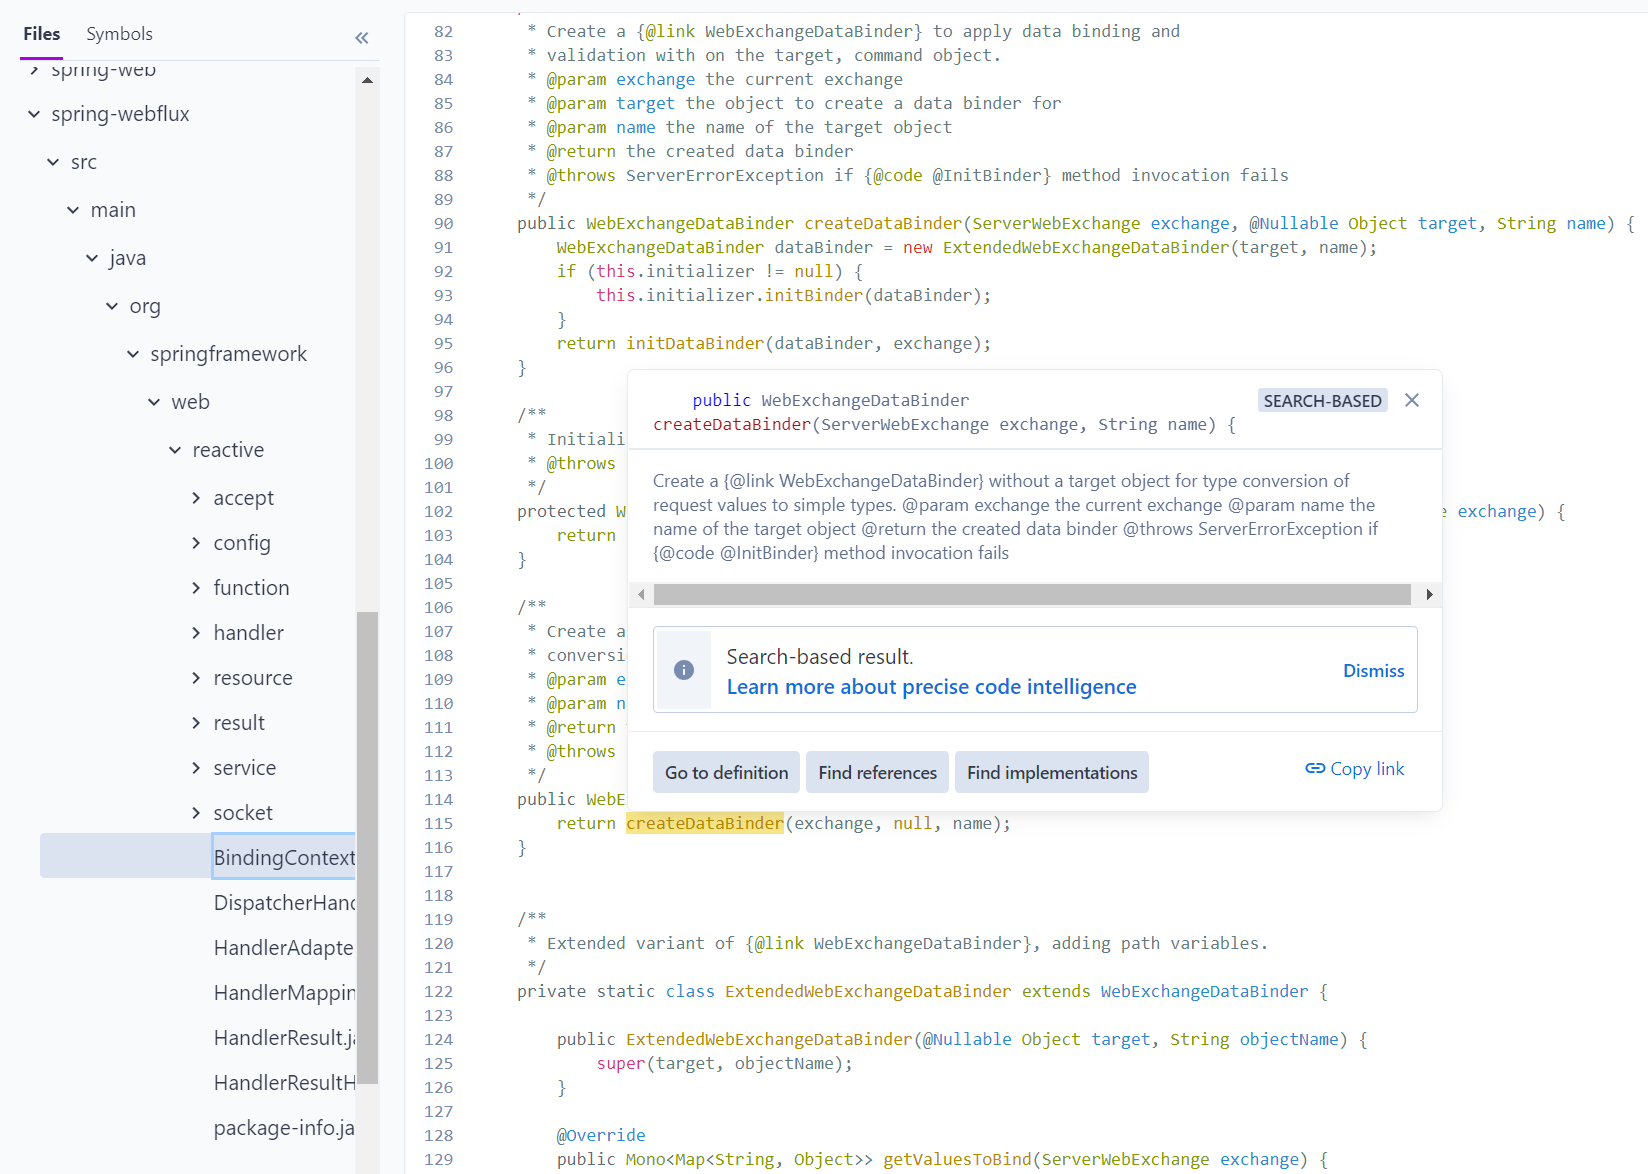 Files Symbols
spring-web
spring-webflux
src
main
java
org
springframework
web
reactive
accept
config
function
handler
resource
result
service
socket
BindingContext
DispatcherHand
HandlerAdapte
HandlerMappin
HandlerResult.ja
HandlerResultH
package-info.ja
82 * Create a {@link WebExchangeDataBinder} to apply data binding and
83 * validation with on the target, command object.
84 * @param exchange the current exchange
85 * @param target the object to create a data binder for
86 * @param name the name of the target object
87 * @return the created data binder
88 * @throws ServerErrorException if {@code @InitBinder} method invocation fails
89 */
90 public WebExchangeDataBinder createDataBinder(ServerWebExchange exchange, @Nullable Object target, String name) {
91 WebExchangeDataBinder dataBinder = new ExtendedWebExchangeDataBinder(target, name);
92 if (this.initializer != null) {
93 this.initializer.initBinder(dataBinder);
94 }
95 return initDataBinder(dataBinder, exchange);
96 }
97
98 /**
99 * Initiali
100 * @throws
101 */
102 protected W exchange) {
103 return
104 }
105
106 /**
107 * Create a
108 * conversi
109 * @param e
110 * @param n
111 * @return
112 * @throws
113 */
114 public WebE
115 return createDataBinder(exchange, null, name);
116 }
117
118
119 /**
120 * Extended variant of {@link WebExchangeDataBinder}, adding path variables.
121 */
122 private static class ExtendedWebExchangeDataBinder extends WebExchangeDataBinder {
123
124 public ExtendedWebExchangeDataBinder(@Nullable Object target, String objectName) {
125 super(target, objectName);
126 }
127
128 @Override
129 public Mono<Map<String, Object>> getValuesToBind(ServerWebExchange exchange) {
public WebExchangeDataBinder
createDataBinder(ServerWebExchange exchange, String name) {
SEARCH-BASED
Create a {@link WebExchangeDataBinder} without a target object for type conversion of
request values to simple types. @param exchange the current exchange @param name the
name of the target object @return the created data binder @throws ServerErrorException if
{@code @InitBinder} method invocation fails
Search-based result.
Learn more about precise code intelligence
Dismiss
Go to definition Find references Find implementations Copy link